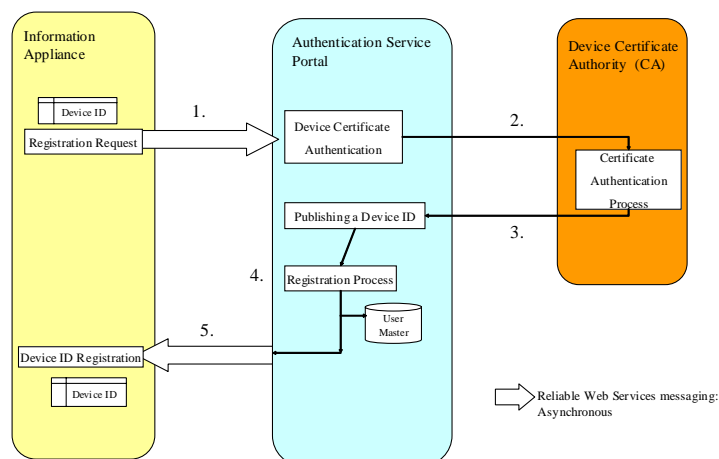 Information
Appliance
Device ID
Registration Request
1.
Authentication Service
Portal
Device Certificate
Authentication
2.
Device Certificate
Authority (CA)
Certificate
Authentication
Process
3.
Publishing a Device ID
4.
Registration Process
User
Master
5.
Device ID Registration
Device ID
Reliable Web Services messaging:
Asynchronous